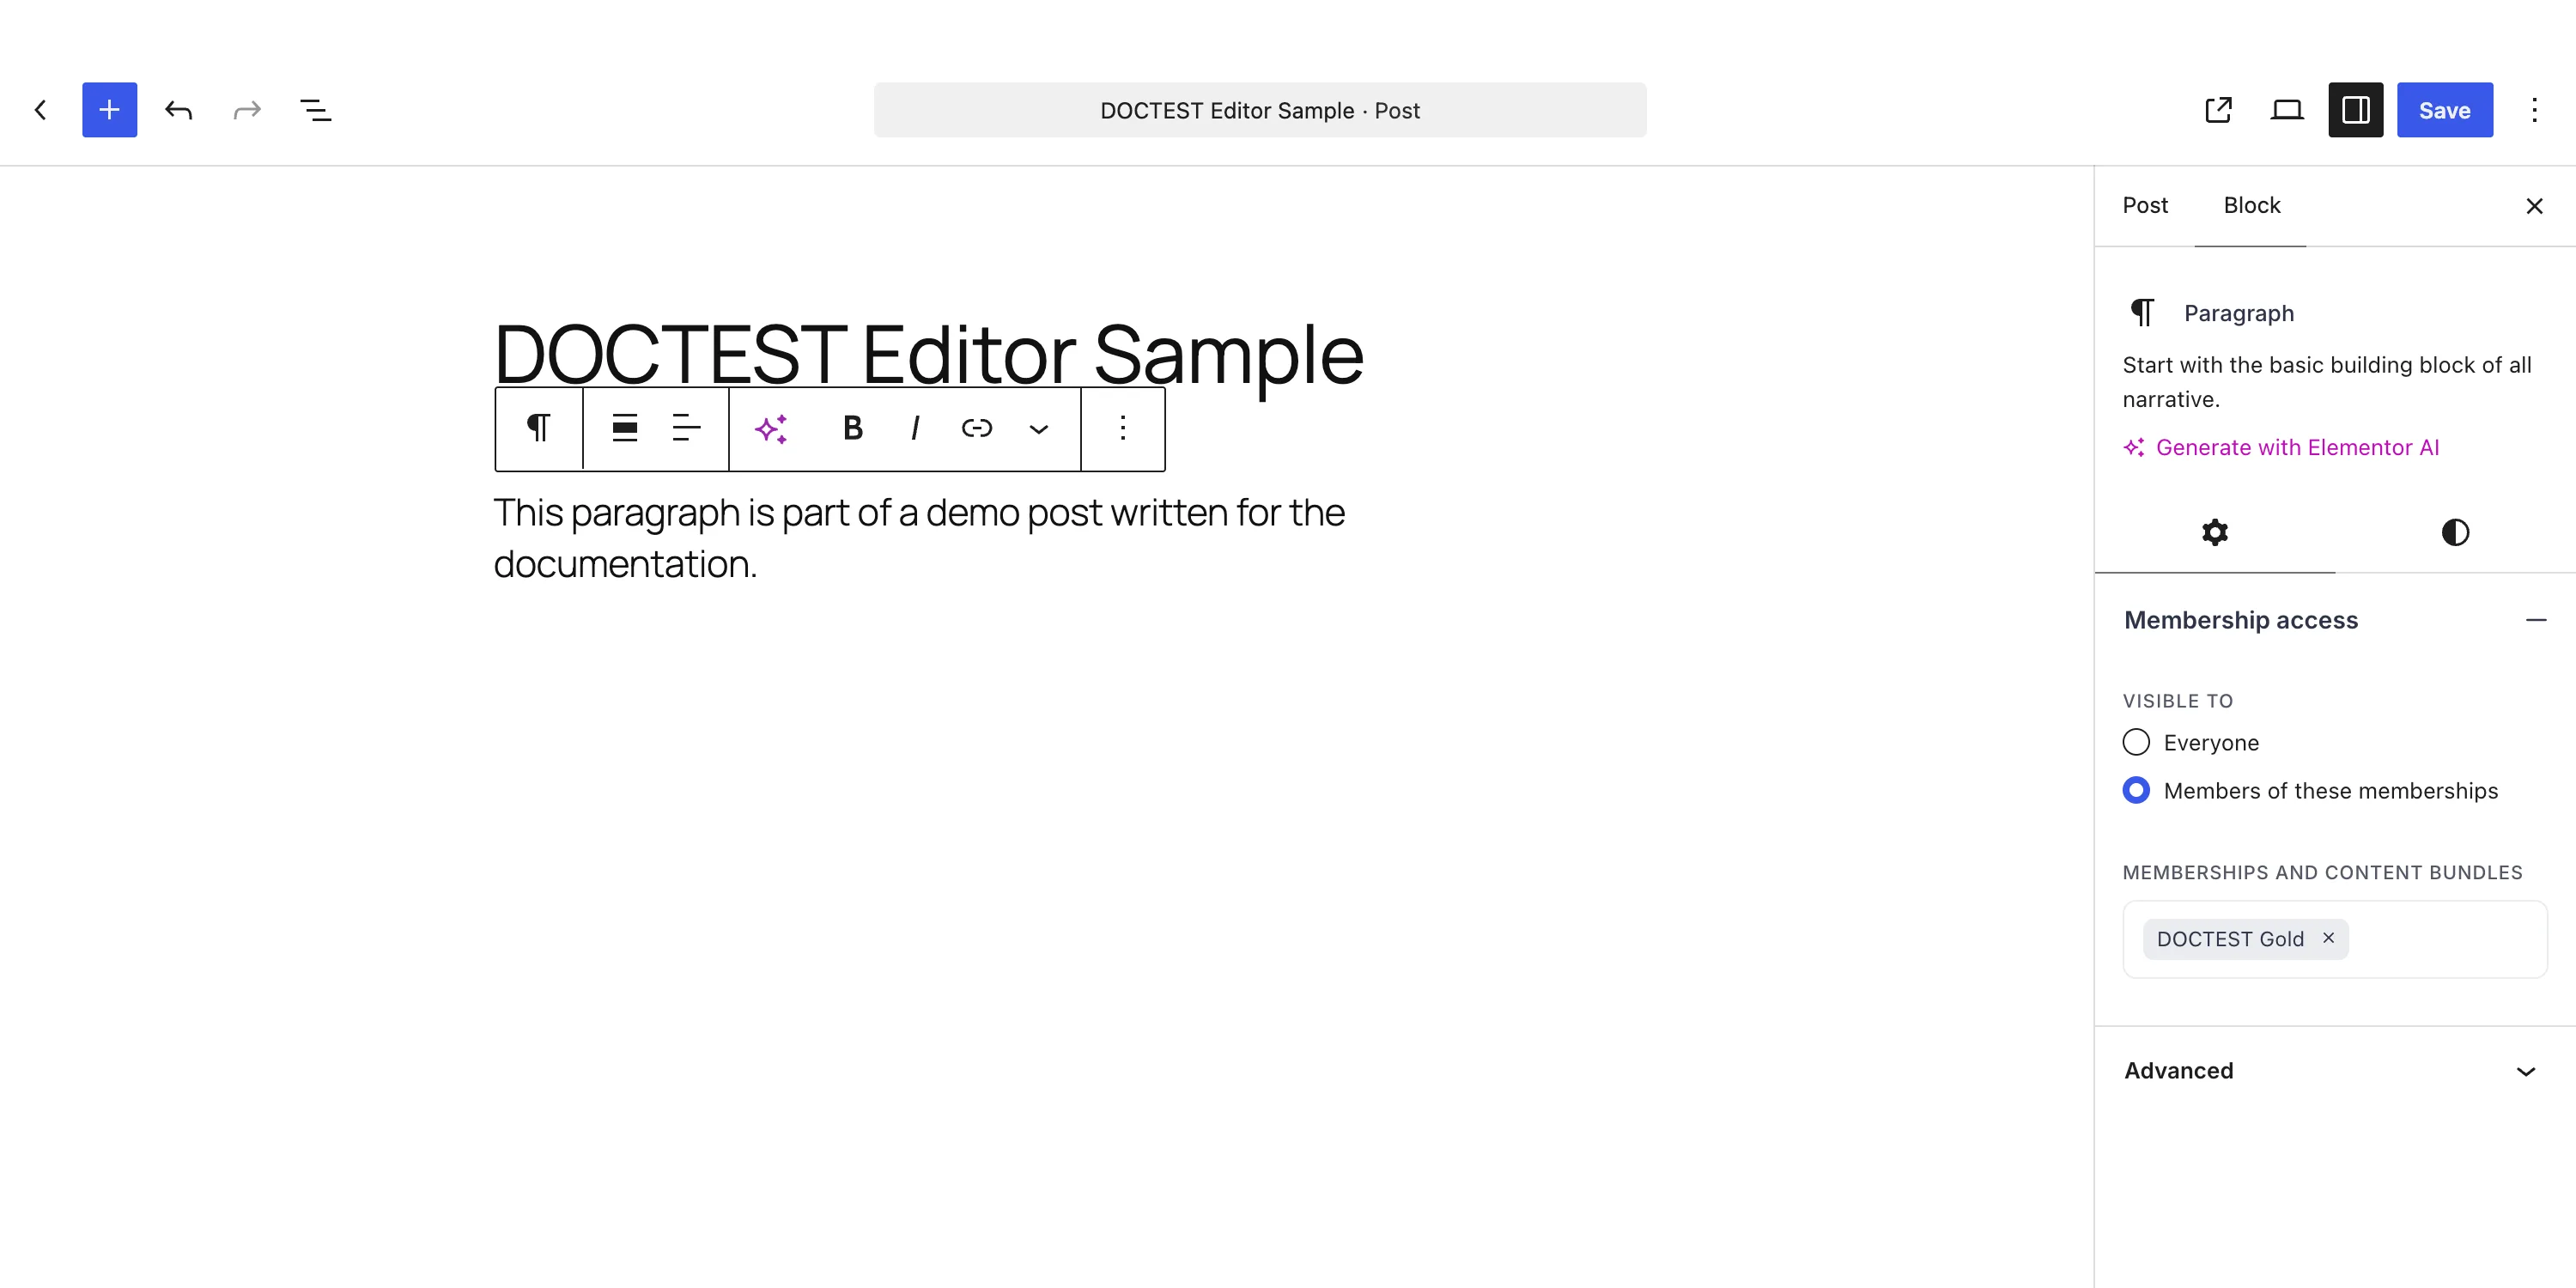 DOCTEST Editor Sample · Post
Save
Post
Block
DOCTEST Editor Sample
B I
This paragraph is part of a demo post written for the
documentation.
Paragraph
Start with the basic building block of all
narrative.
Generate with Elementor AI
Membership access
VISIBLE TO
Everyone
Members of these memberships
MEMBERSHIPS AND CONTENT BUNDLES
DOCTEST Gold
Advanced